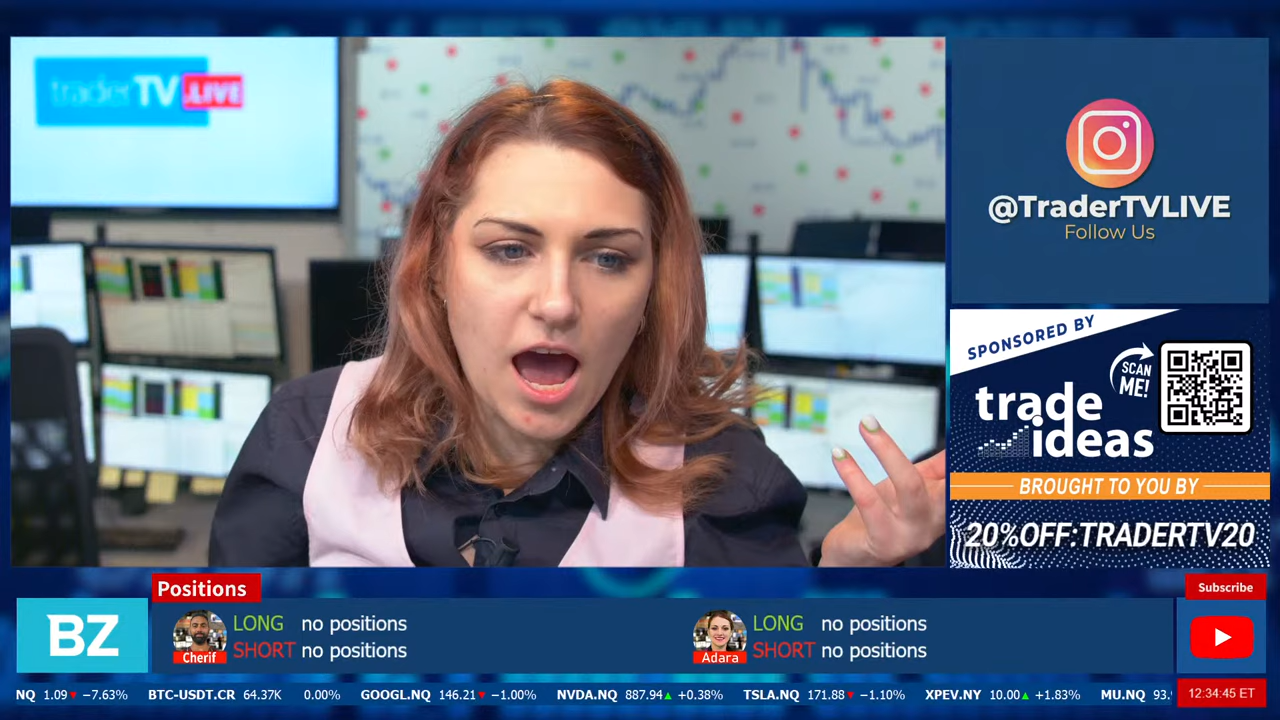 traderTV.LIVE
@TraderTVLIVE
Follow Us
SPONSORED BY
SCAN
ME!
trade
ideas
BROUGHT TO YOU BY
20%OFF:TRADERTV20
Positions
Subscribe
BZ
Cherif
LONG no positions
SHORT no positions
Adara
LONG no positions
SHORT no positions
NQ 1.09▼ −7.63% BTC-USDT.CR 64.37K 0.00% GOOGL.NQ 146.21▼ −1.00% NVDA.NQ 887.94▲ +0.38% TSLA.NQ 171.88▼ −1.10% XPEV.NY 10.00▲ +1.83% MU.NQ 93.
12:34:45 ET